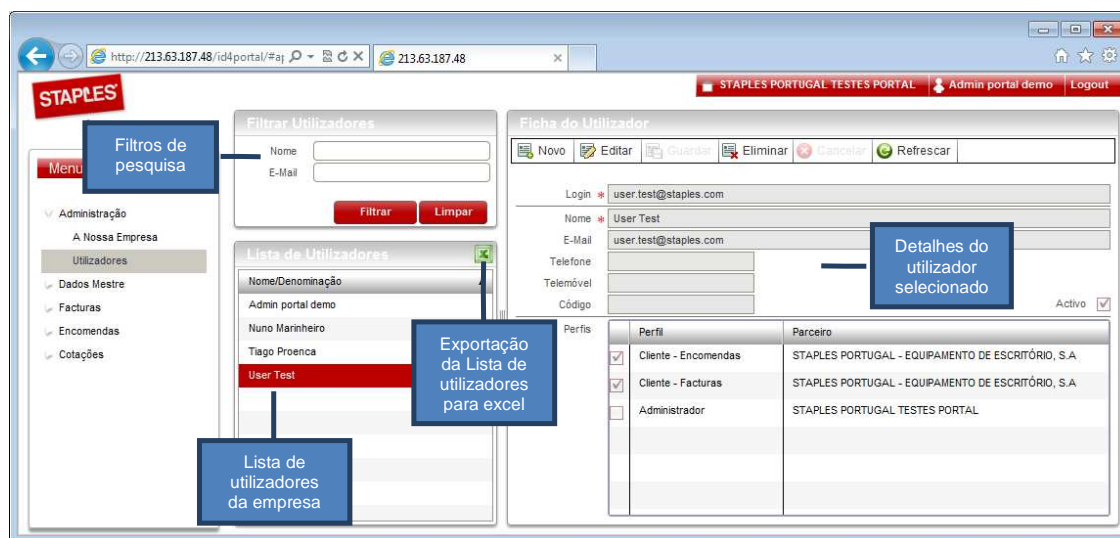 http://213.63.187.48/id4portal/#a
213.63.187.48
STAPLES
STAPLES PORTUGAL TESTES PORTAL
Admin portal demo
Logout
Menu
Administração
A Nossa Empresa
Utilizadores
Dados Mestre
Facturas
Encomendas
Cotações
Filtros de
pesquisa
Filtrar Utilizadores
Nome
E-Mail
Filtrar Limpar
Lista de Utilizadores
Nome/Denominação
Admin portal demo
Nuno Marinheiro
Tiago Proenca
User Test
Exportação
da Lista de
utilizadores
para excel
Lista de
utilizadores
da empresa
Ficha do Utilizador
Novo Editar Guardar Eliminar Cancelar Refrescar
Login * user.test@staples.com
Nome * User Test
E-Mail user.test@staples.com
Telefone
Telemóvel
Código
Activo
Detalhes do
utilizador
selecionado
Perfis
Perfil Parceiro
Cliente - Encomendas STAPLES PORTUGAL - EQUIPAMENTO DE ESCRITÓRIO, S.A
Cliente - Facturas STAPLES PORTUGAL - EQUIPAMENTO DE ESCRITÓRIO, S.A
Administrador STAPLES PORTUGAL TESTES PORTAL